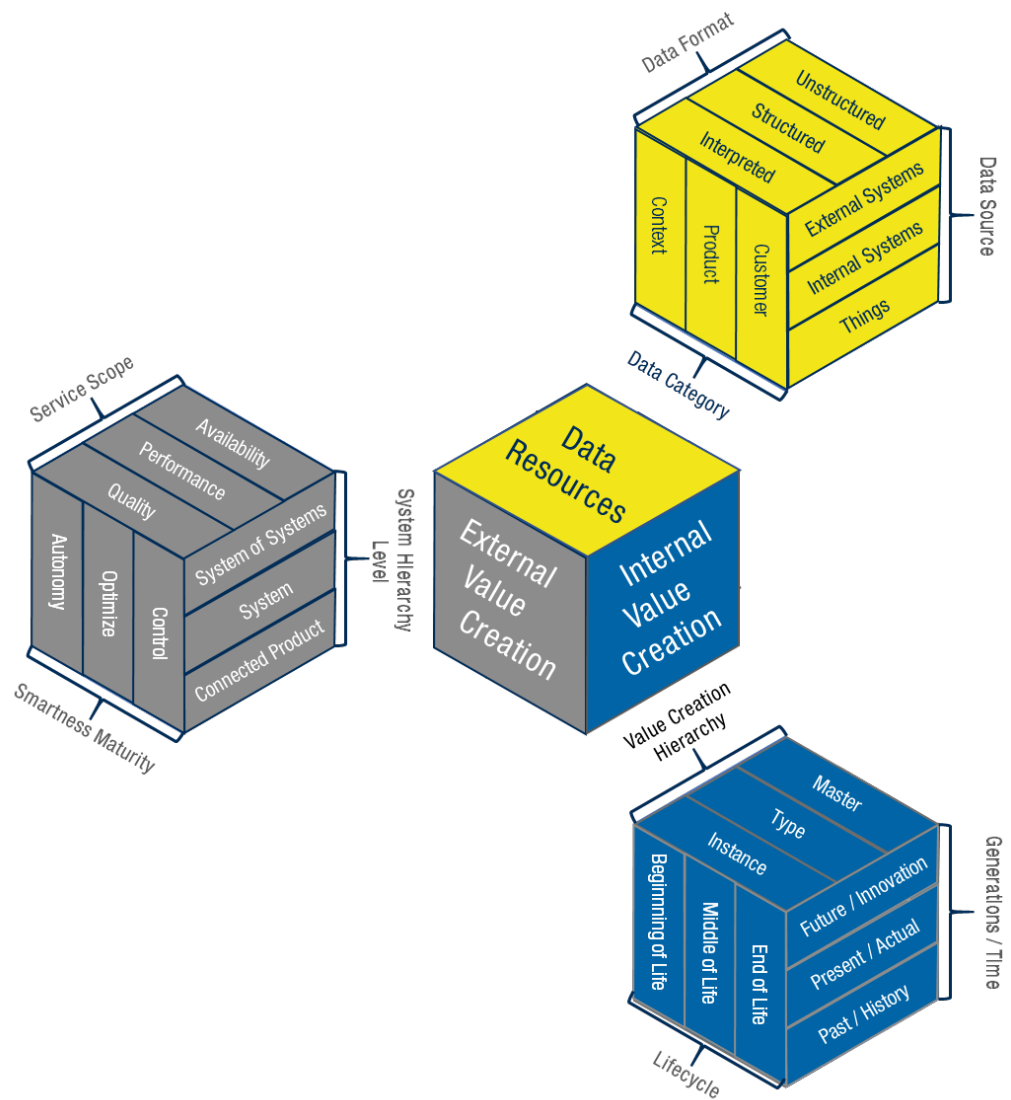 Data Format
Unstructured
Structured
Interpreted
Context
Product
Customer
External Systems
Internal Systems
Things
Data Source
Data Category
Service Scope
Availability
Performance
Quality
Autonomy
Optimize
Control
System of Systems
System
Connected Product
System Hierarchy
Level
Smartness Maturity
Data
Resources
External
Value
Creation
Internal
Value
Creation
Value Creation
Hierarchy
Master
Type
Instance
Beginnning of Life
Middle of Life
End of Life
Future / Innovation
Present / Actual
Past / History
Generations / Time
Lifecycle